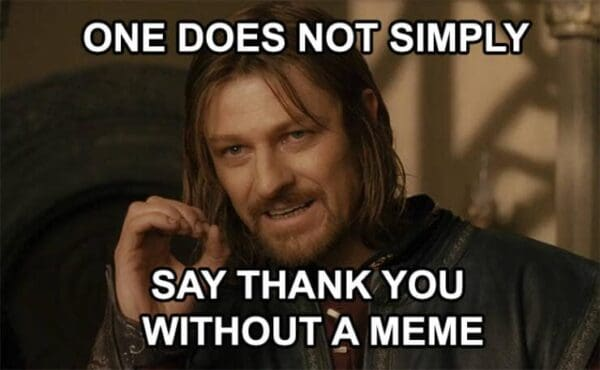 ONE DOES NOT SIMPLY
SAY THANK YOU
WITHOUT A MEME